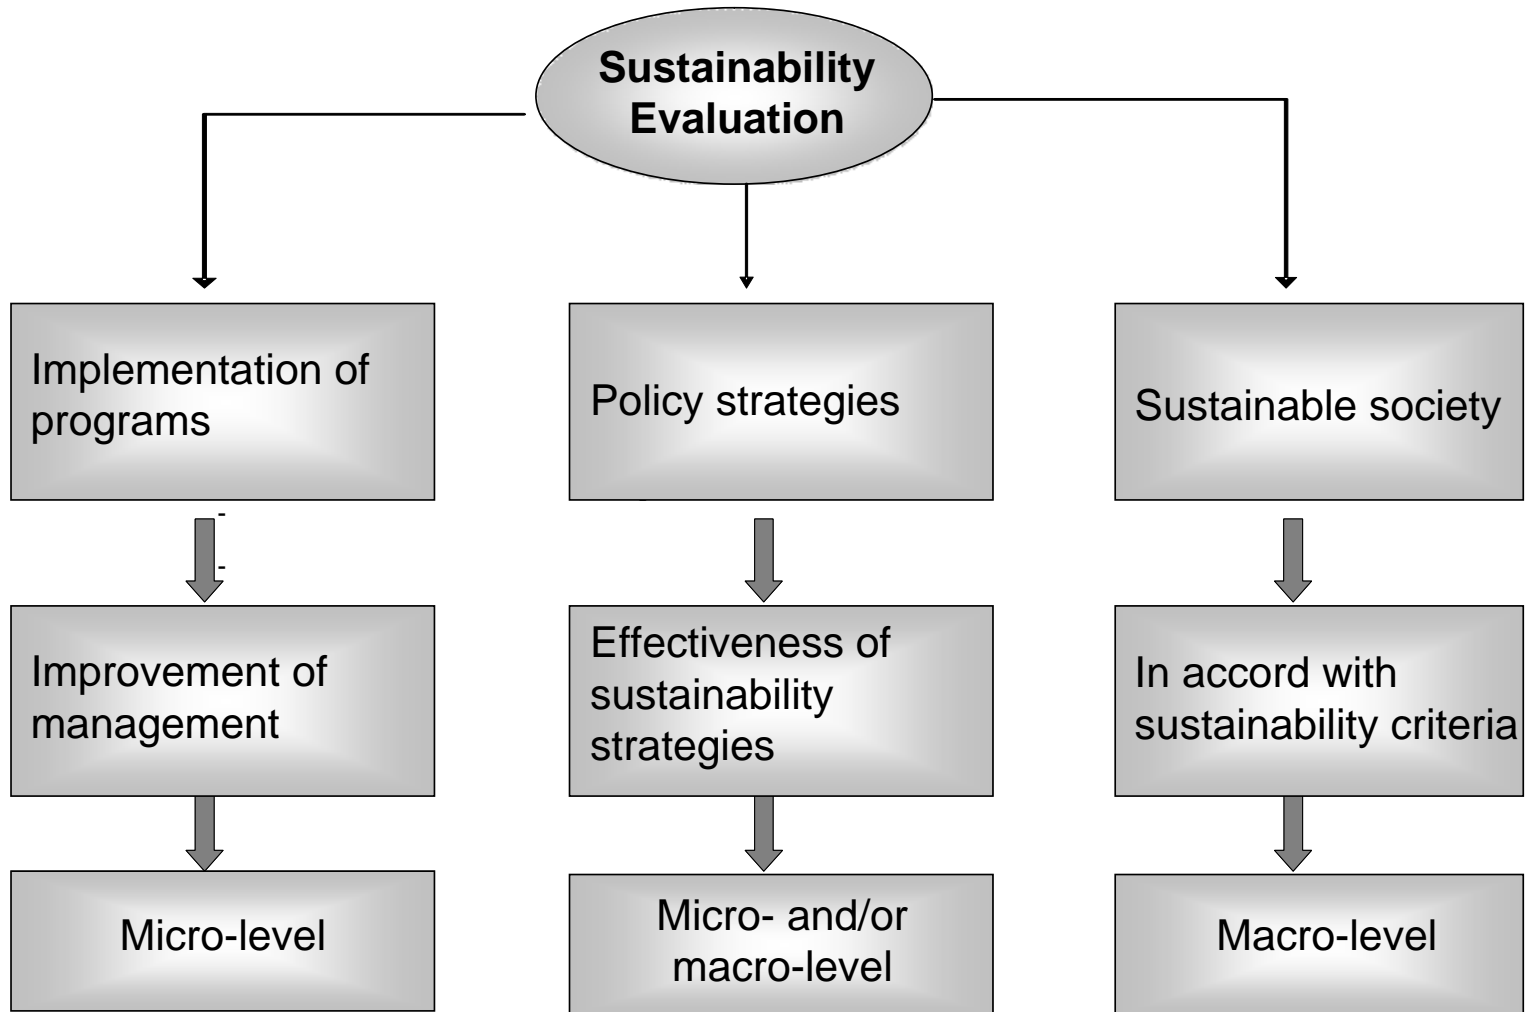 Sustainability
Evaluation
Implementation of
programs
Policy strategies
Sustainable society
Improvement of
management
Effectiveness of
sustainability
strategies
In accord with
sustainability criteria
Micro-level
Micro- and/or
macro-level
Macro-level